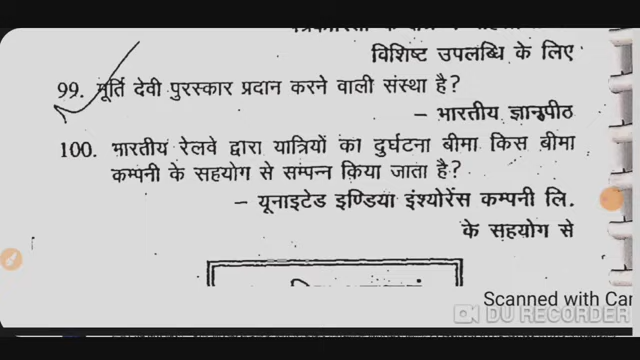 विशिष्ट उपलब्धि के लिए
99. मूर्ति देवी पुरस्कार प्रदान करने वाली संस्था है?
– भारतीय ज्ञानपीठ
100. भारतीय रेलवे द्वारा यात्रियों का दुर्घटना बीमा किस बीमा
कम्पनी के सहयोग से सम्पन्न किया जाता है?
– यूनाइटेड इण्डिया इंश्योरेंस कम्पनी लि.
के सहयोग से
Scanned with Car
DU RECORDER